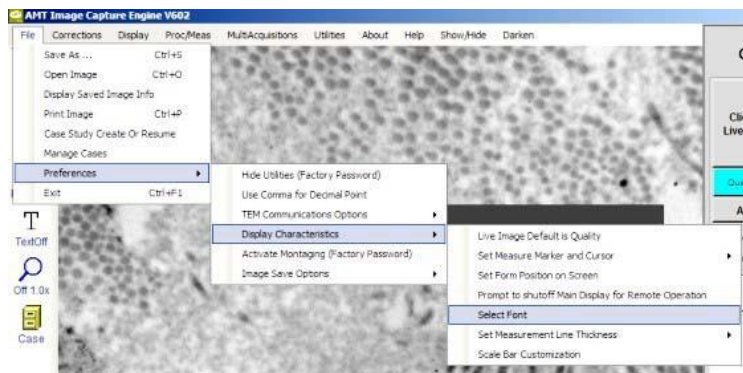 AMT Image Capture Engine V602
File Corrections Display Proc/Meas MultiAcquisitions Utilities About Help Show/Hide Darken
Save As ... Ctrl+S
Open Image Ctrl+O
Display Saved Image Info
Print Image Ctrl+P
Case Study Create Or Resume
Manage Cases
Preferences
Exit Ctrl+F1
Hide Utilities (Factory Password)
Use Comma for Decimal Point
TEM Communications Options
Display Characteristics
Activate Montaging (Factory Password)
Image Save Options
Live Image Default is Quality
Set Measure Marker and Cursor
Set Form Position on Screen
Prompt to shutoff Main Display for Remote Operation
Select Font
Set Measurement Line Thickness
Scale Bar Customization
T
TextOff
Off 1.0x
Case
Live